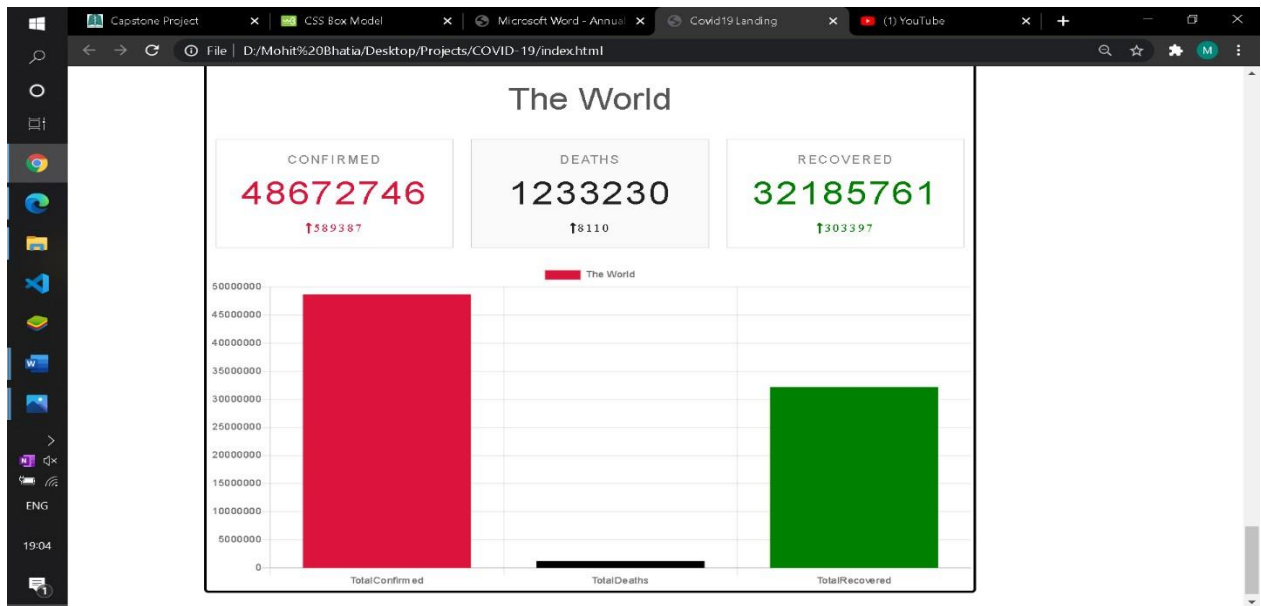 Capstone Project
CSS Box Model
Microsoft Word - Annual
Covid19 Landing
(1) YouTube
File | D:/Mohit%20Bhatia/Desktop/Projects/COVID-19/index.html
M
The World
CONFIRMED
48672746
↑589387
DEATHS
1233230
↑8110
RECOVERED
32185761
↑303397
The World
50000000
45000000
40000000
35000000
30000000
25000000
20000000
15000000
10000000
5000000
0
TotalConfirmed
TotalDeaths
TotalRecovered
W
N
ENG
19:04
1